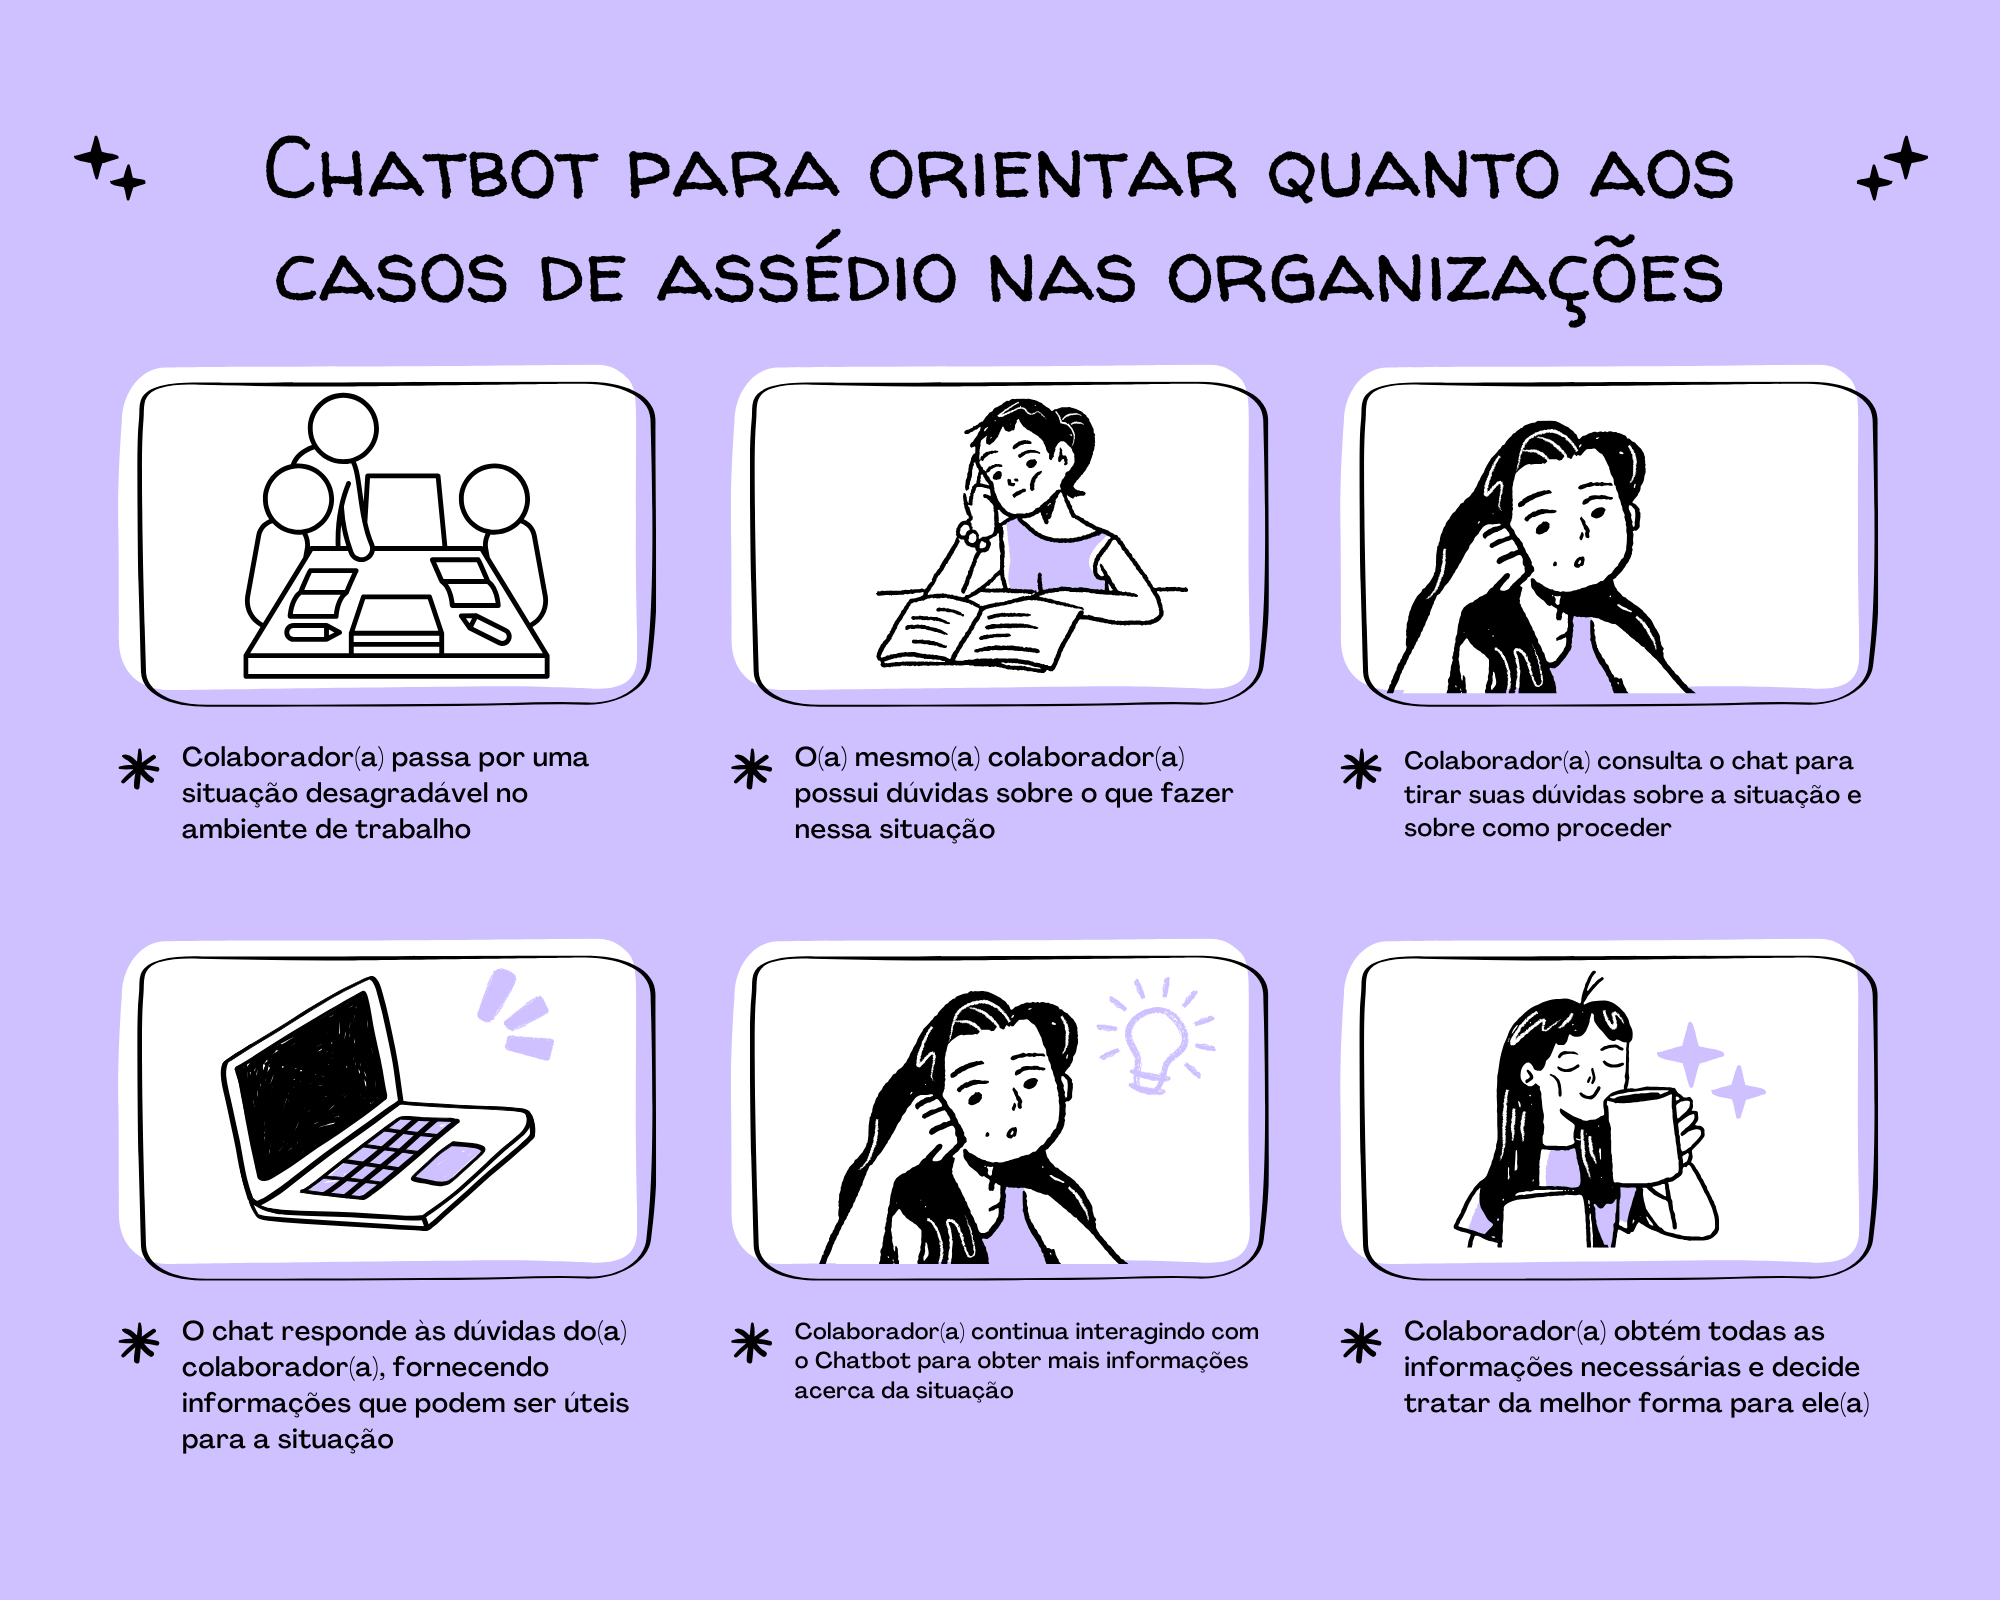 Chatbot para orientar quanto aos
casos de assédio nas organizações
Colaborador(a) passa por uma
situação desagradável no
ambiente de trabalho
O(a) mesmo(a) colaborador(a)
possui dúvidas sobre o que fazer
nessa situação
Colaborador(a) consulta o chat para
tirar suas dúvidas sobre a situação e
sobre como proceder
O chat responde às dúvidas do(a)
colaborador(a), fornecendo
informações que podem ser úteis
para a situação
Colaborador(a) continua interagindo com
o Chatbot para obter mais informações
acerca da situação
Colaborador(a) obtém todas as
informações necessárias e decide
tratar da melhor forma para ele(a)